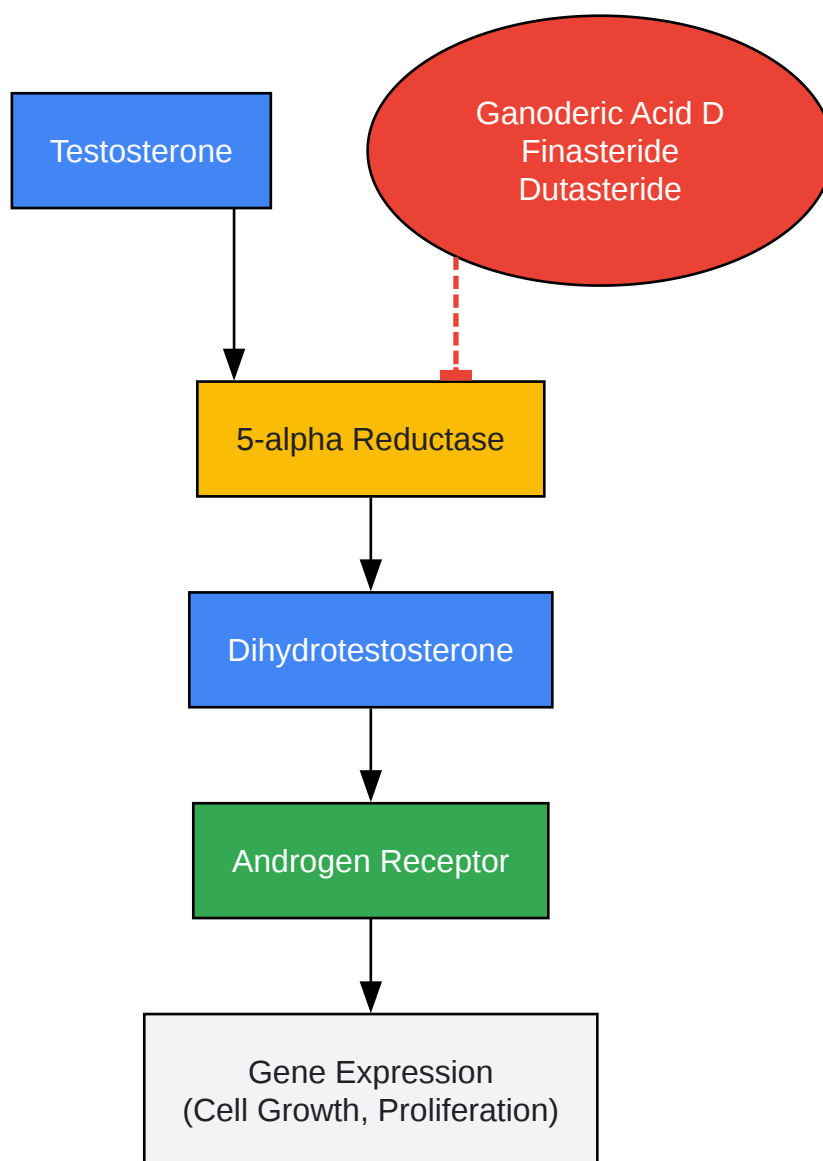 Testosterone
Ganoderic Acid D
Finasteride
Dutasteride
5-alpha Reductase
Dihydrotestosterone
Androgen Receptor
Gene Expression
(Cell Growth, Proliferation)